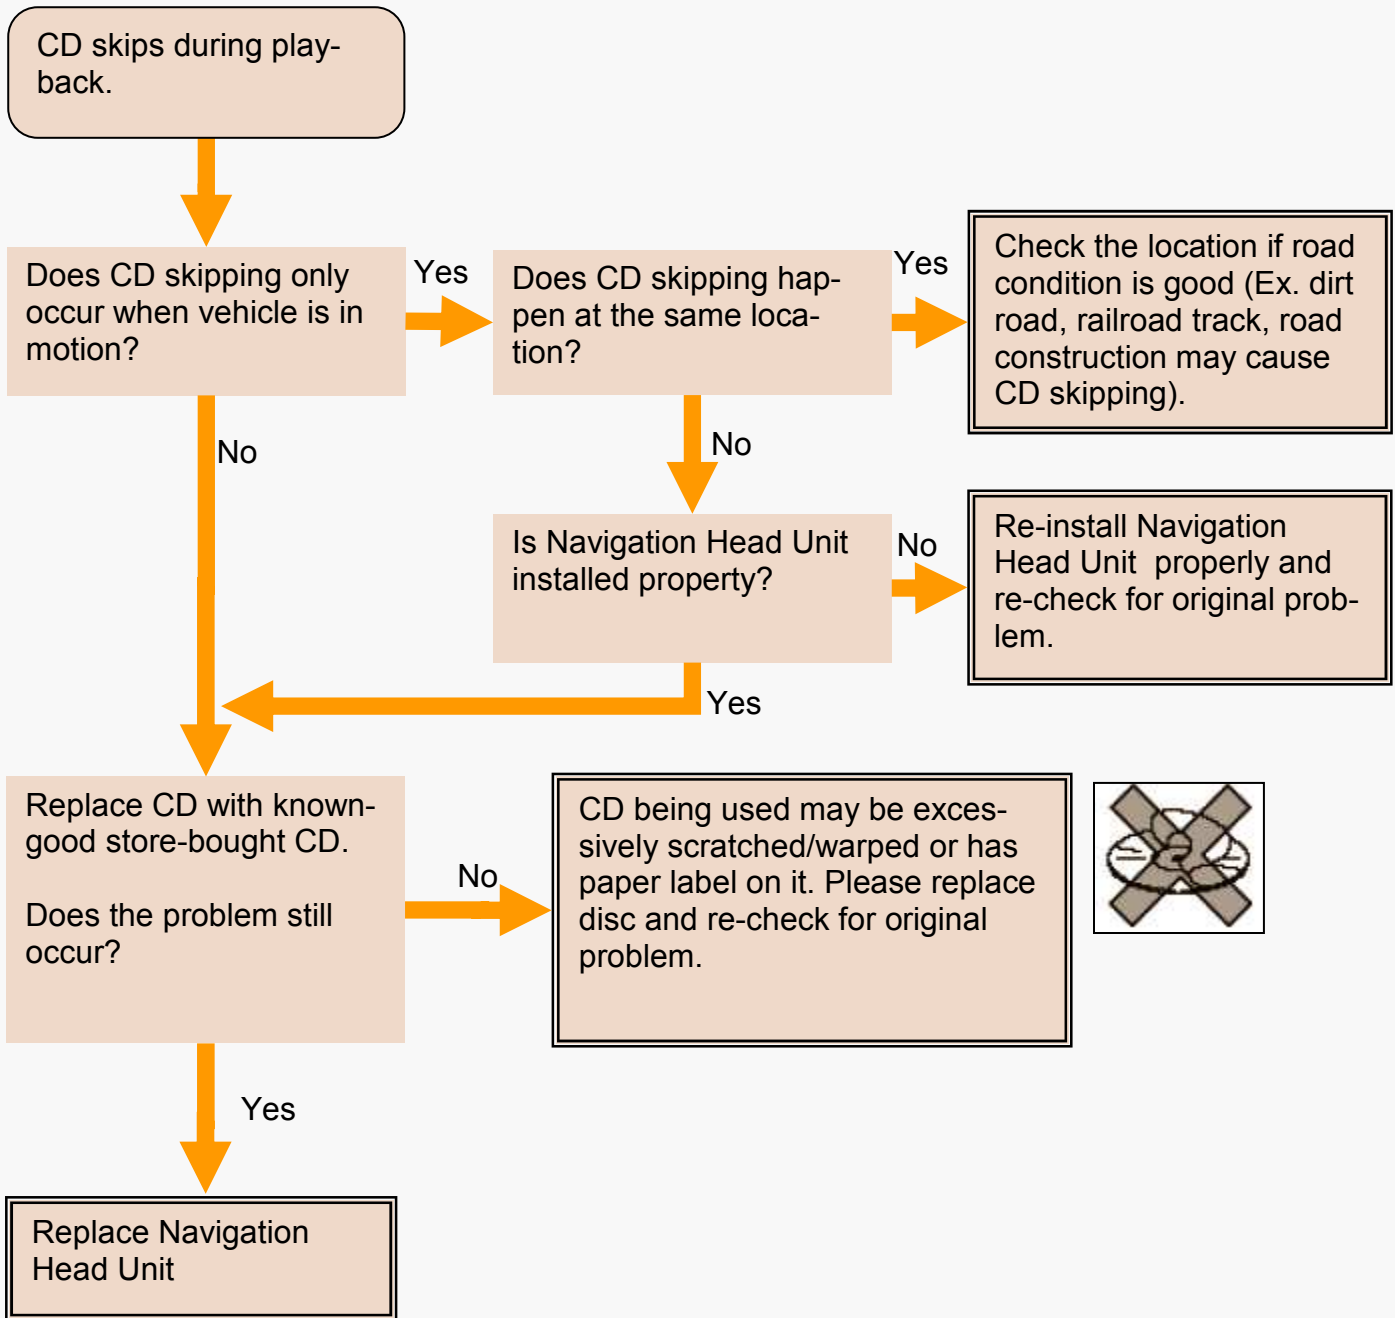 CD skips during play-
back.
Does CD skipping only
occur when vehicle is in
motion?
Yes
Does CD skipping hap-
pen at the same loca-
tion?
Yes
Check the location if road
condition is good (Ex. dirt
road, railroad track, road
construction may cause
CD skipping).
No
No
Is Navigation Head Unit
installed property?
No
Re-install Navigation
Head Unit  properly and
re-check for original prob-
lem.
Yes
Replace CD with known-
good store-bought CD.
Does the problem still
occur?
No
CD being used may be exces-
sively scratched/warped or has
paper label on it. Please replace
disc and re-check for original
problem.
Yes
Replace Navigation
Head Unit